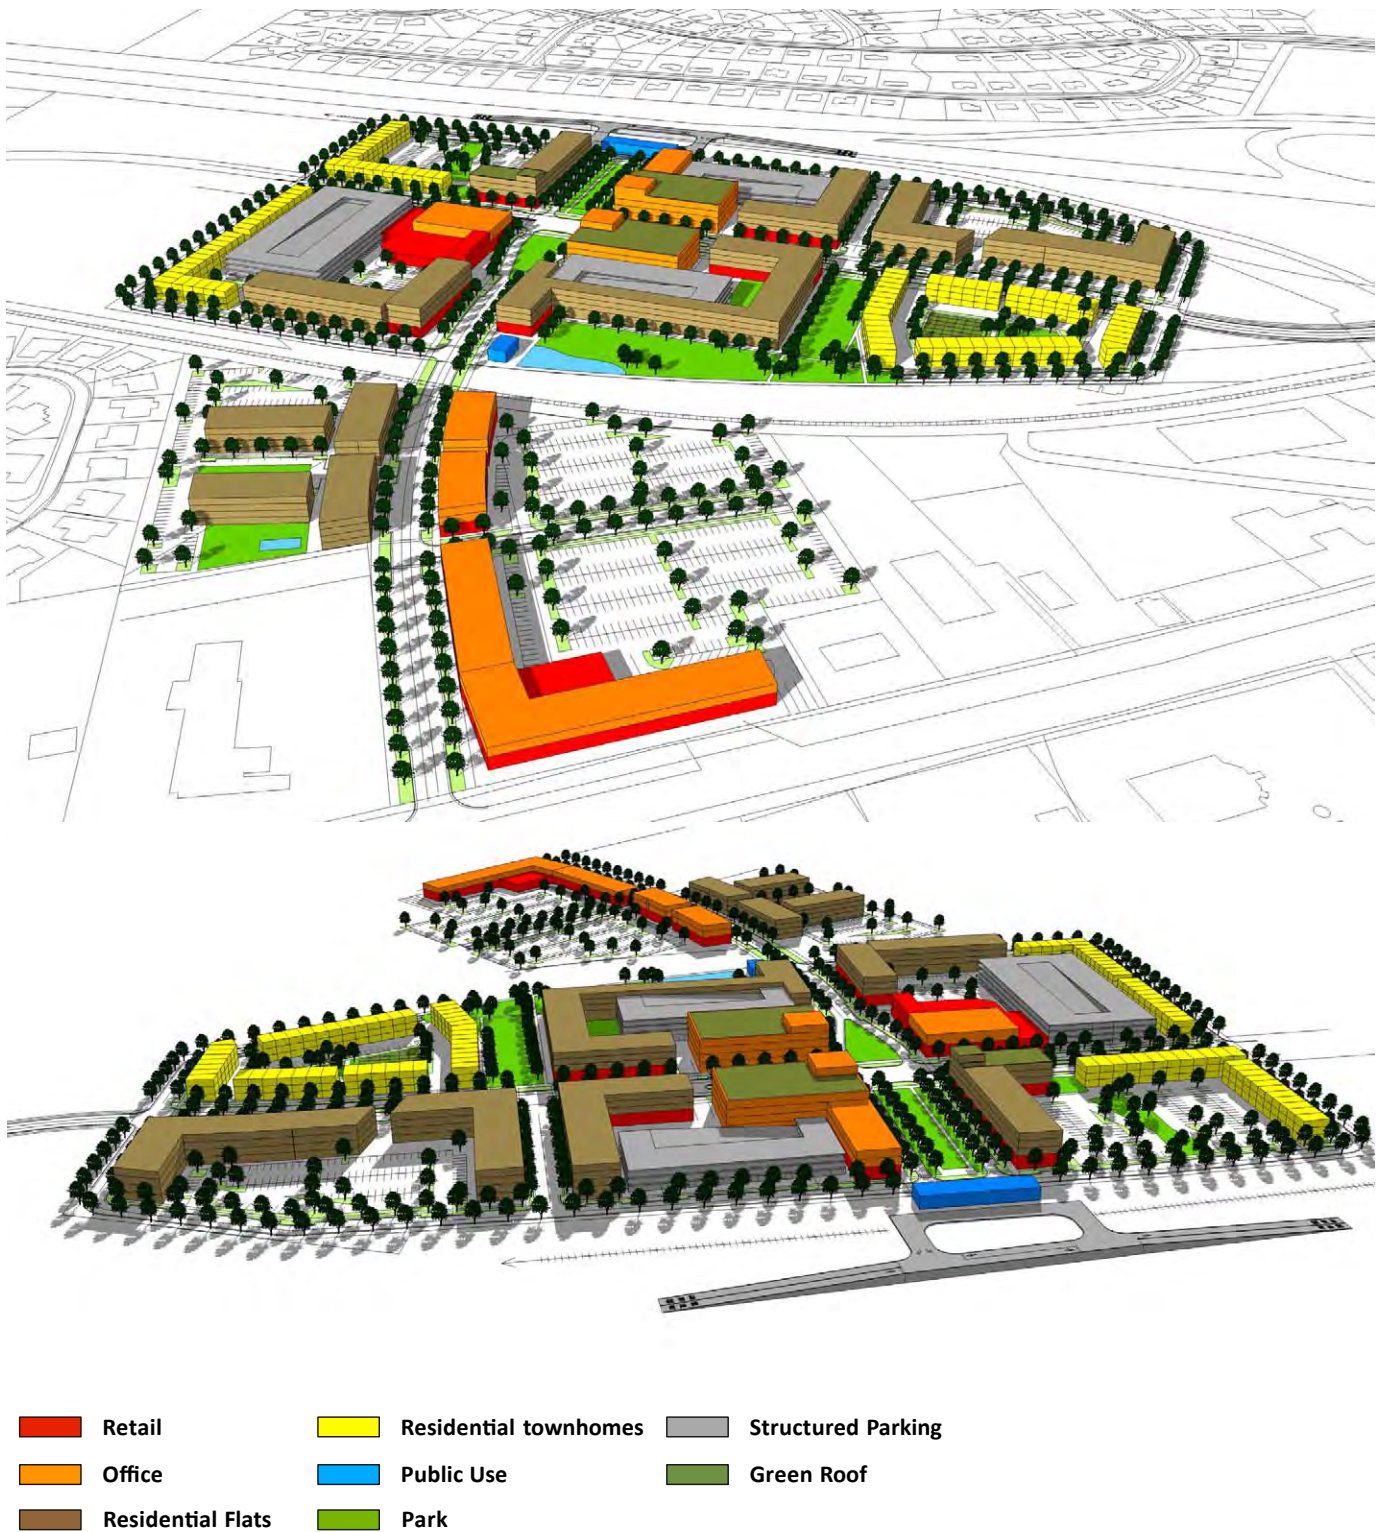 Retail Residential townhomes Structured Parking
Office Public Use Green Roof
Residential Flats Park